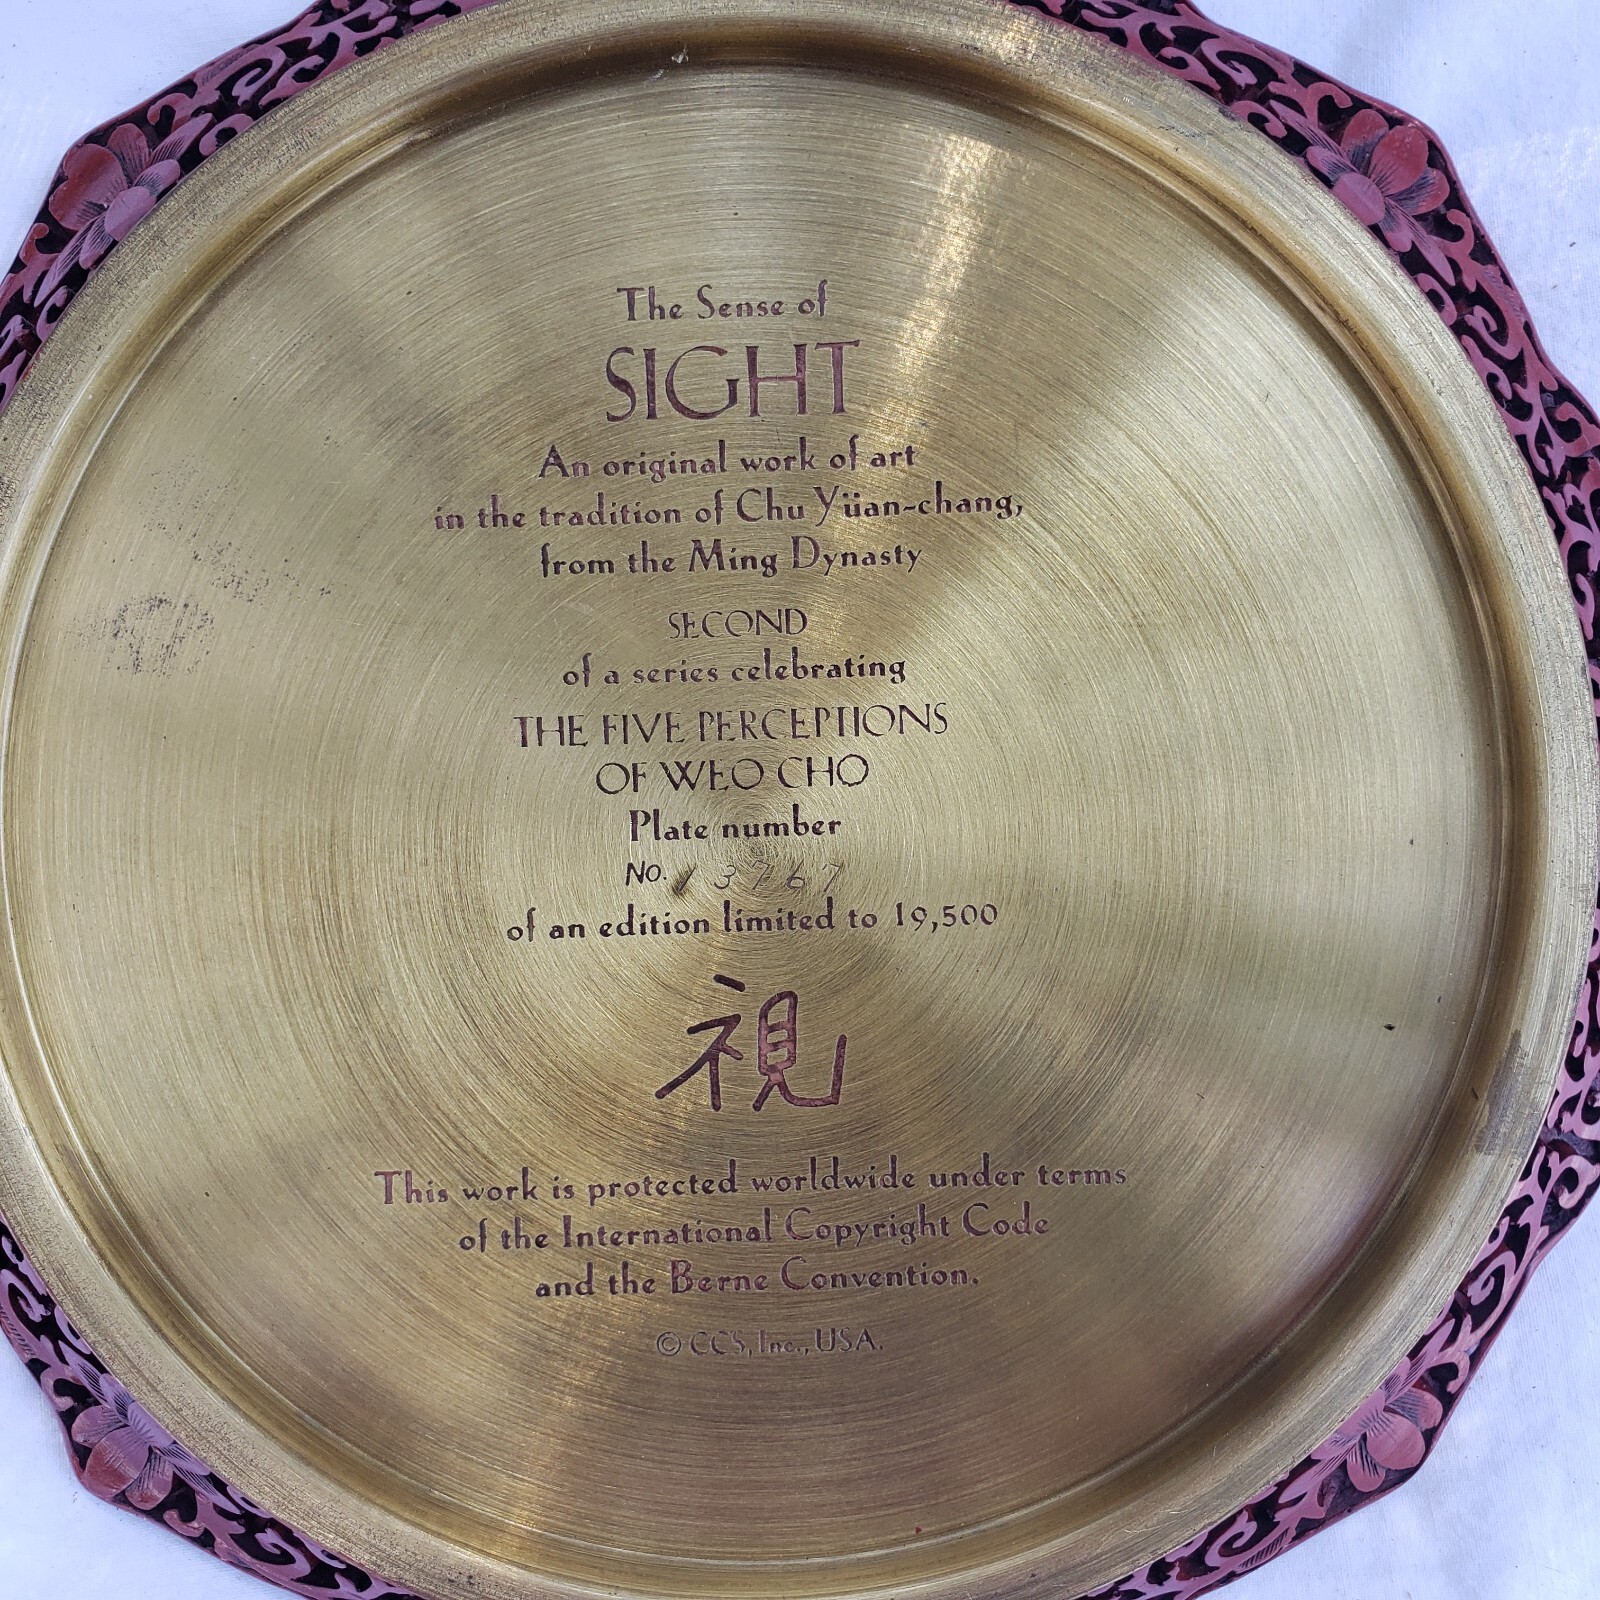 The Sense of
SIGHT
An original work of art
in the tradition of Chu Yüan-chang,
from the Ming Dynasty
SECOND
of a series celebrating
THE FIVE PERCEPTIONS
OF WEO CHO
Plate number
No. 13767
of an edition limited to 19,500
視
This work is protected worldwide under terms
of the International Copyright Code
and the Berne Convention.
© CCS, Inc., USA.